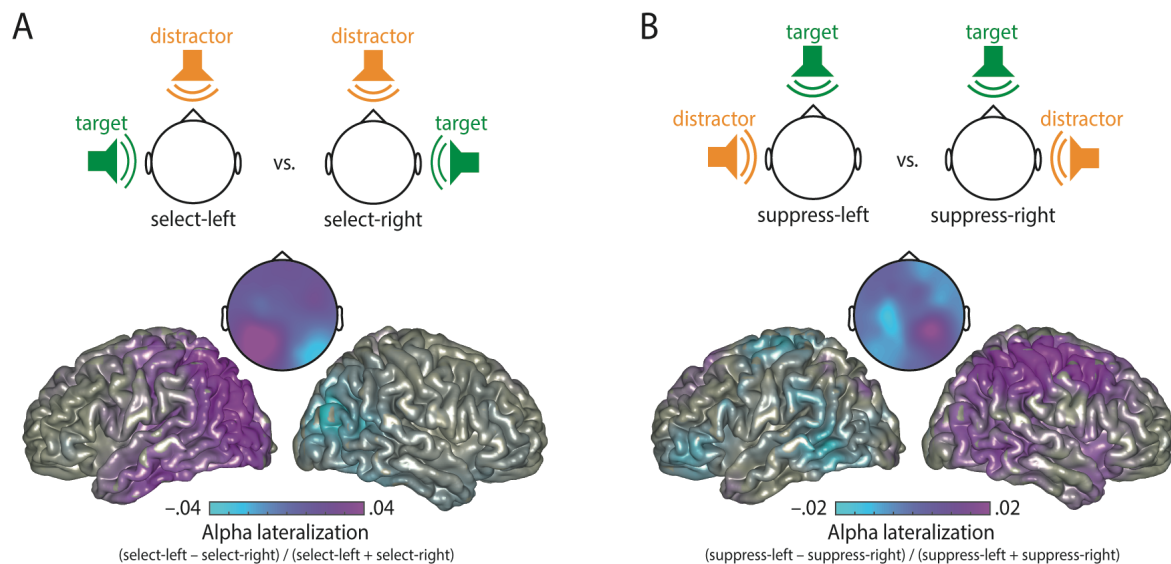 A
distractor
distractor
target
target
vs.
select-left
select-right
–.04
.04
Alpha lateralization
(select-left – select-right) / (select-left + select-right)
B
target
target
distractor
distractor
vs.
suppress-left
suppress-right
–.02
.02
Alpha lateralization
(suppress-left – suppress-right) / (suppress-left + suppress-right)